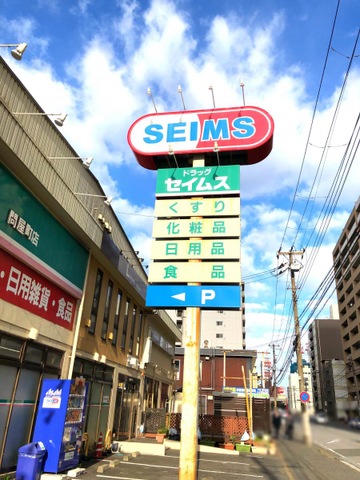 SEIMS
ドラッグ
セイムス
くすり
化粧品
日用品
食品
P
問屋町店
・日用雑貨・食品
Asahi